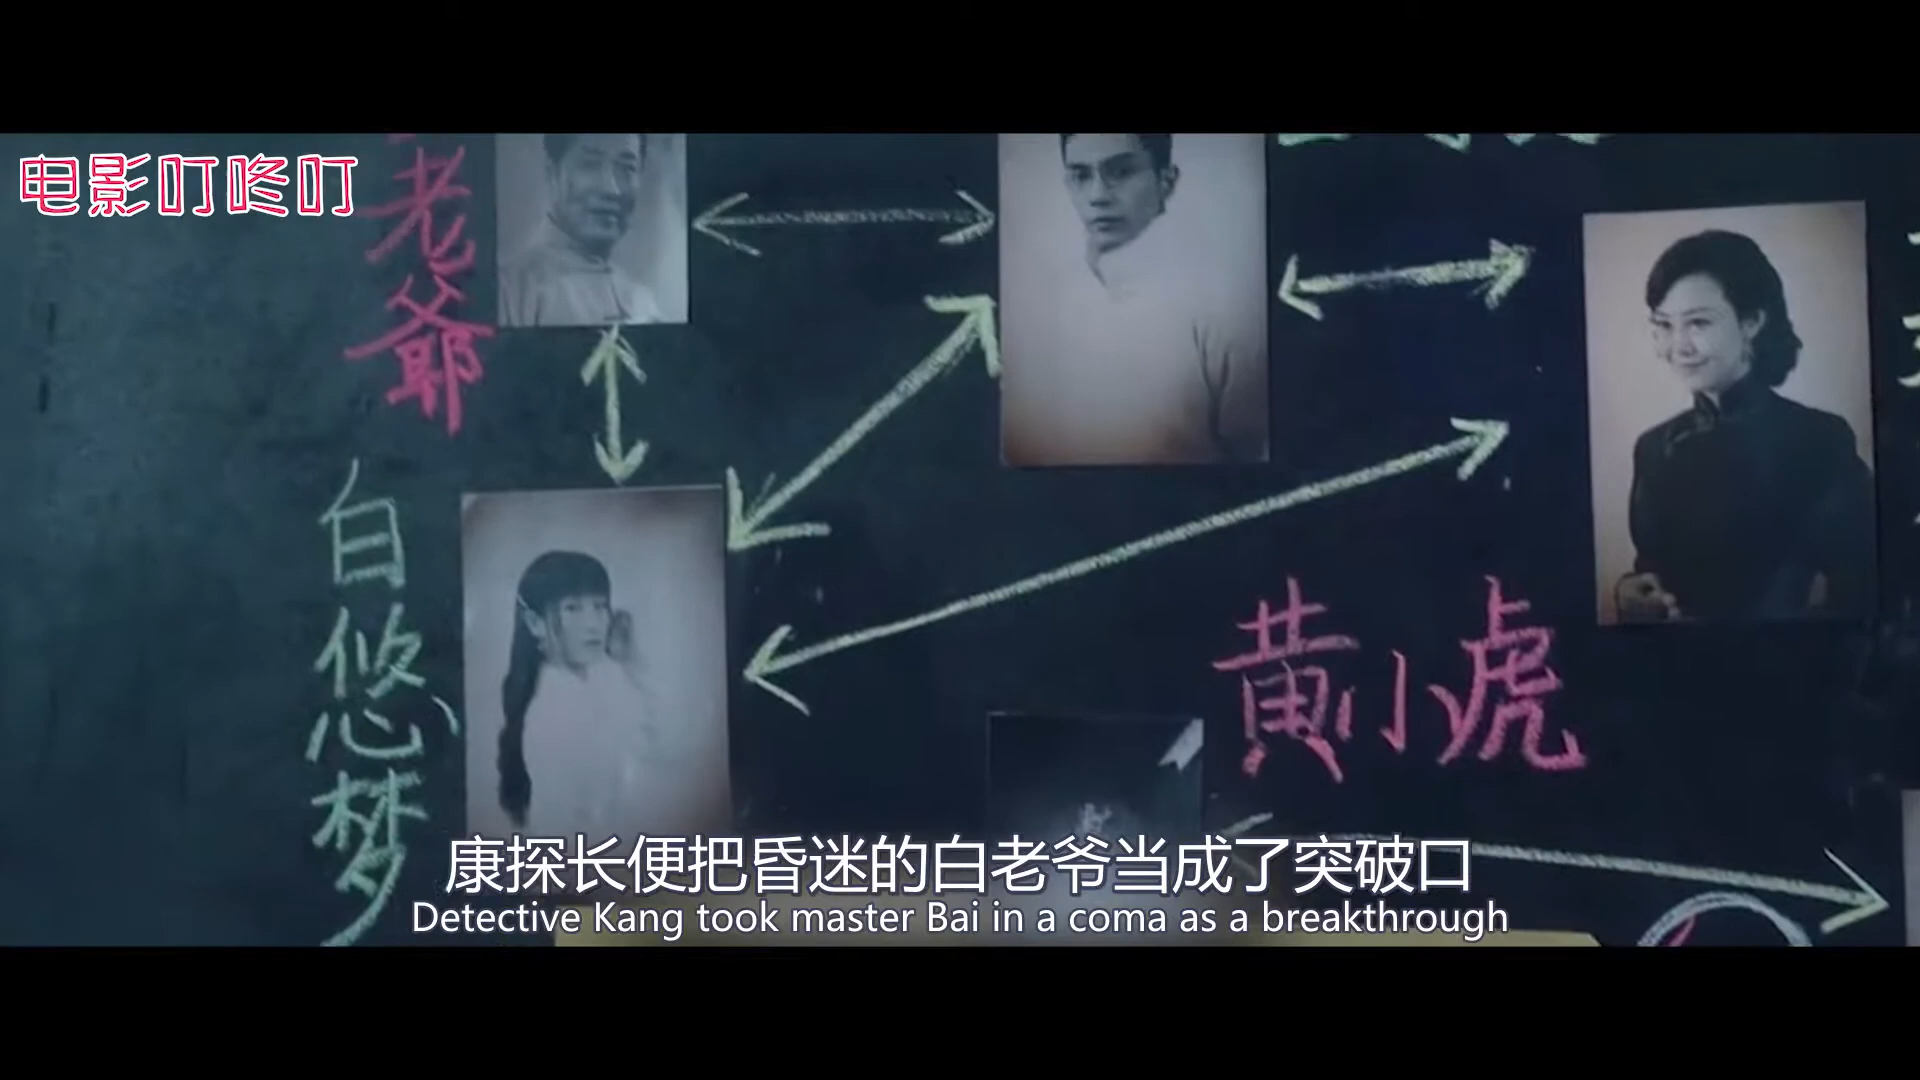 电影叮咚叮
老爷
白悠梦
黄小虎
康探长便把昏迷的白老爷当成了突破口
Detective Kang took master Bai in a coma as a breakthrough